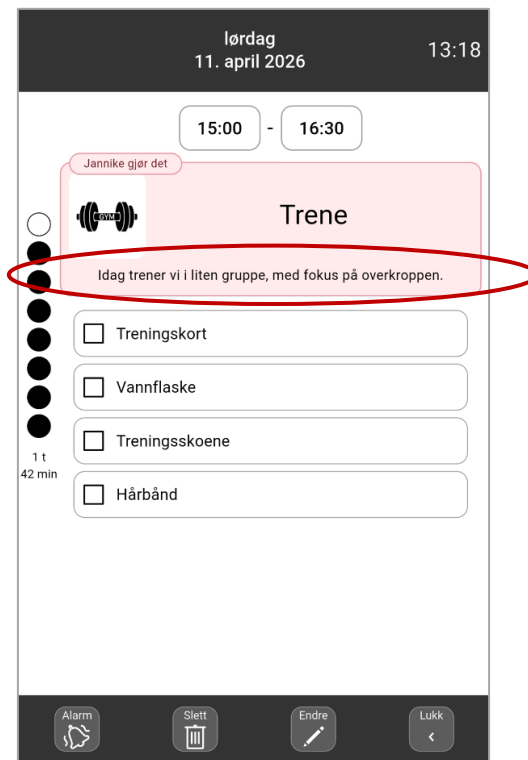 lørdag
11. april 2026
13:18
15:00 - 16:30
Jannike gjør det
GYM
Trene
Idag trener vi i liten gruppe, med fokus på overkroppen.
Treningskort
Vannflaske
Treningsskoene
Hårbånd
1 t
42 min
Alarm
Slett
Endre
Lukk